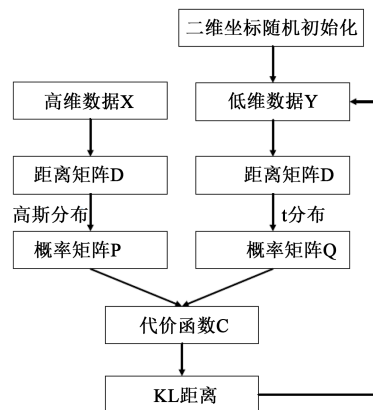 二维坐标随机初始化
高维数据X
低维数据Y
距离矩阵D
距离矩阵D
高斯分布
t分布
概率矩阵P
概率矩阵Q
代价函数C
KL距离